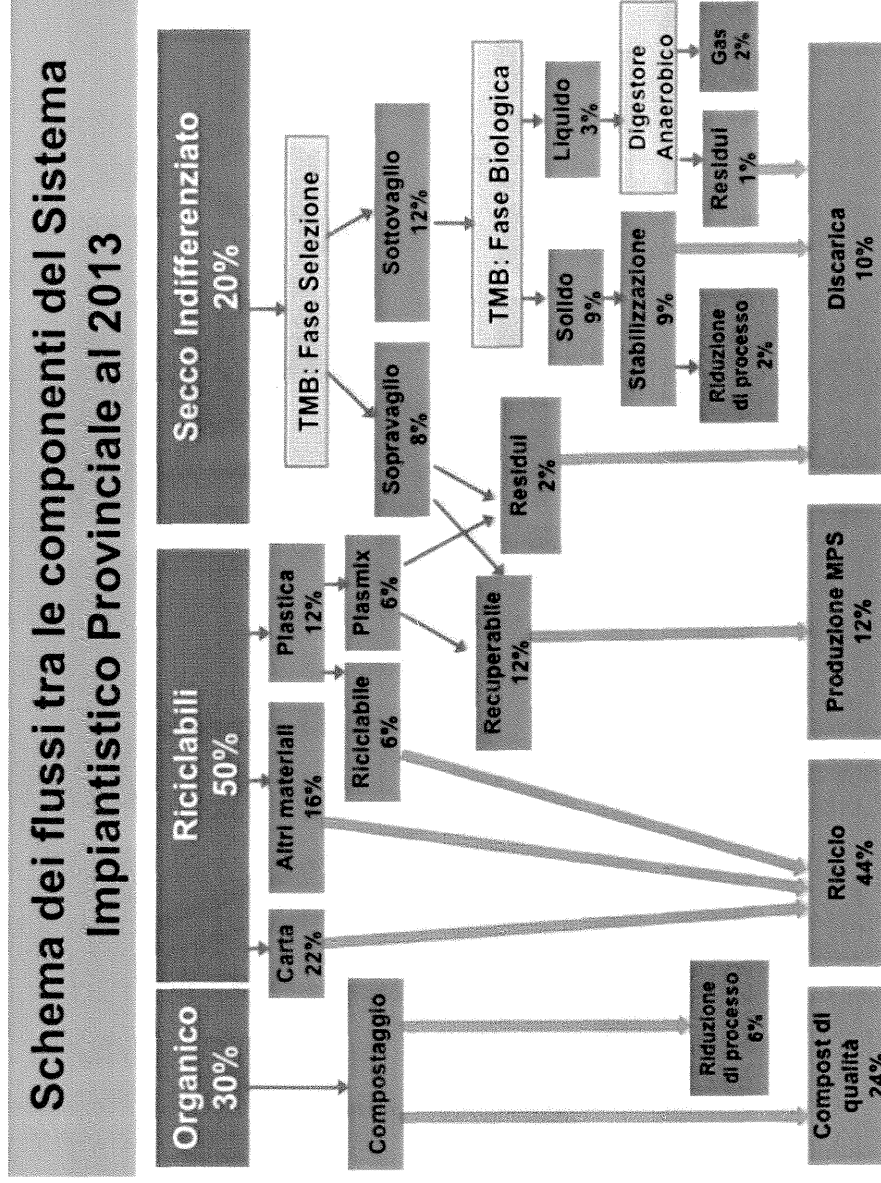 Schema dei flussi tra le componenti del Sistema
Impiantistico Provinciale al 2013
Organico
30%
Riciclabili
50%
Secco Indifferenziato
20%
Carta
22%
Altri materiali
16%
Plastica
12%
TMB: Fase Selezione
Compostaggio
Riciclabile
6%
Plasmix
6%
Sopravaglio
8%
Sottovaglio
12%
Recuperabile
12%
Residui
2%
TMB: Fase Biologica
Solido
9%
Liquido
3%
Stabilizzazione
9%
Digestore
Anaerobico
Riduzione
di processo
6%
Riduzione
di processo
2%
Residui
1%
Gas
2%
Compost di
qualità
24%
Riciclo
44%
Produzione MPS
12%
Discarica
10%